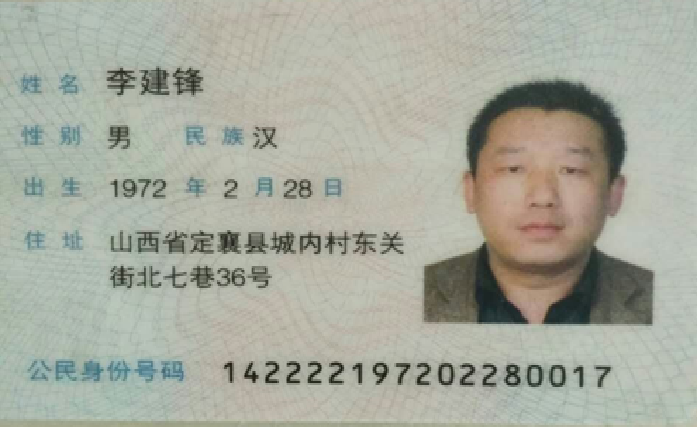 姓名 李建锋
性别 男 民族 汉
出生 1972 年 2 月 28 日
住址 山西省定襄县城内村东关
街北七巷36号
公民身份号码 142222197202280017